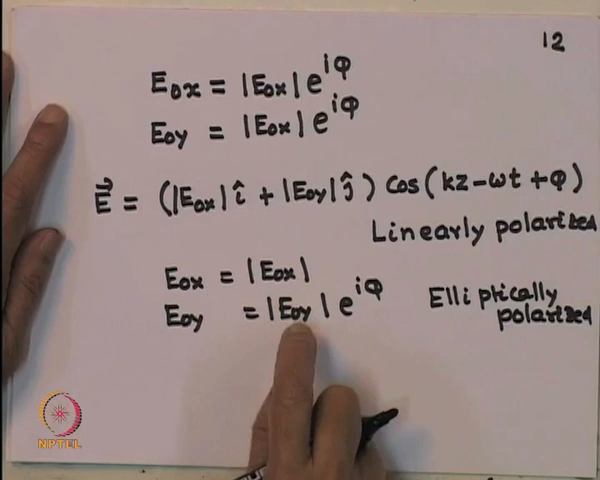 12
E₀ₓ = |E₀ₓ| e^{iφ}
E₀y = |E₀ₓ| e^{iφ}
E⃗ = (|E₀ₓ| î + |E₀y| ĵ) Cos (kz - ωt + φ)
Linearly polarized
E₀ₓ = |E₀ₓ|
E₀y = |E₀y| e^{iφ}
Elliptically
polarized
NPTEL